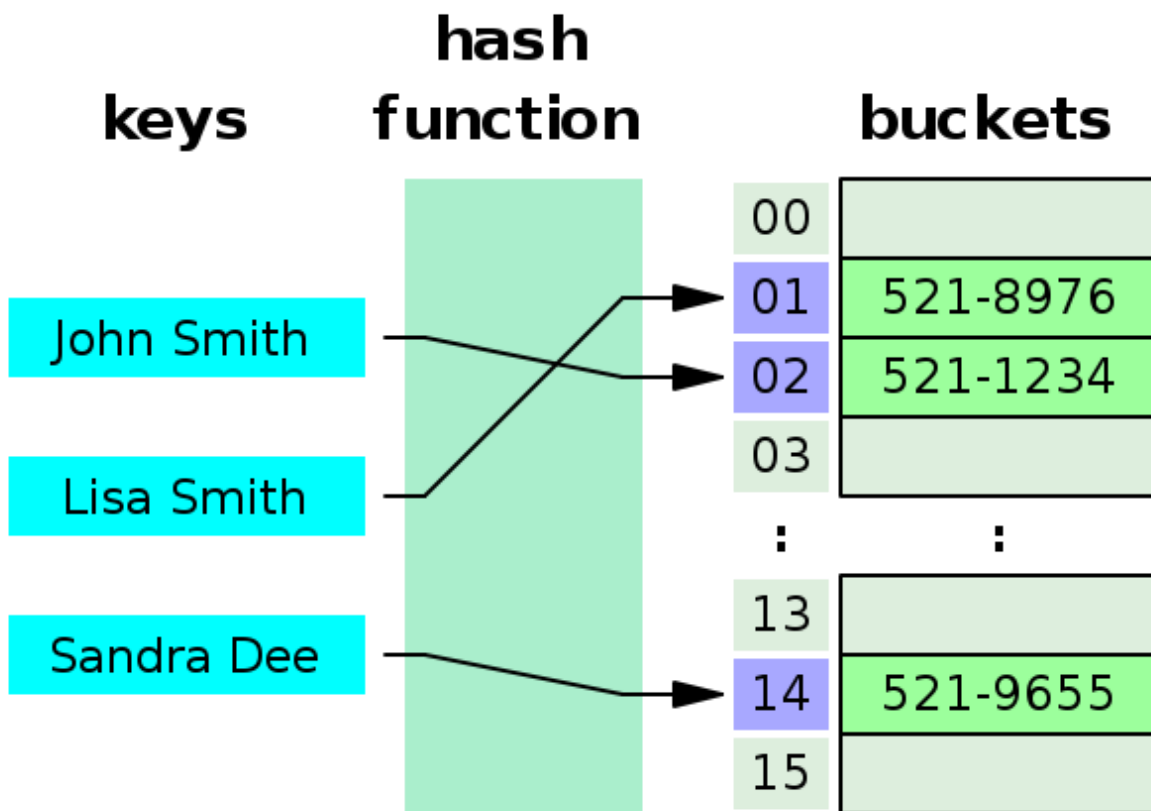 hash
keys function buckets
00
01 521-8976
John Smith
02 521-1234
03
Lisa Smith
: :
13
Sandra Dee
14 521-9655
15